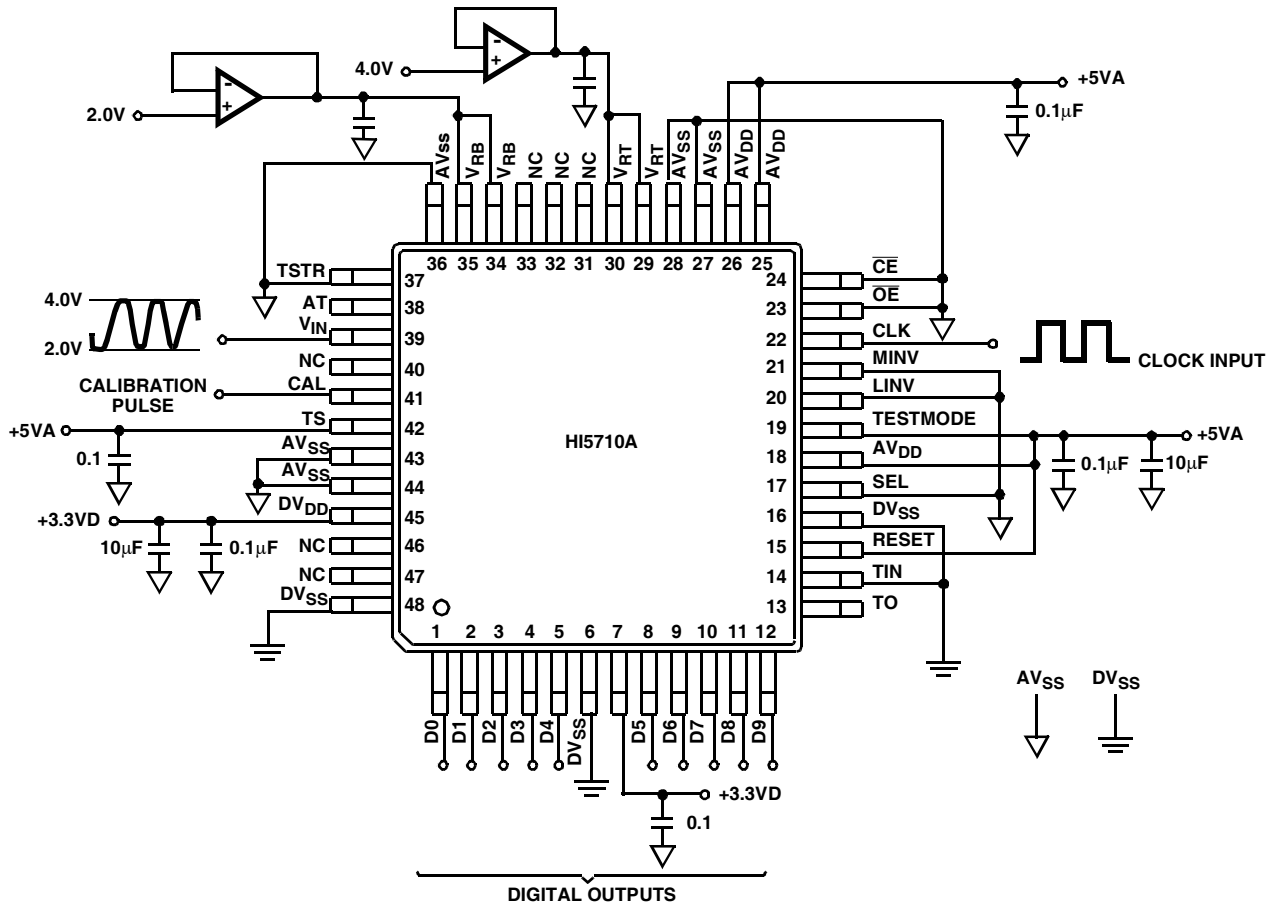 4.0V
-
+
2.0V
-
+
+5VA
0.1µF
AVss
VRB
VRB
NC
NC
NC
VRT
VRT
AVSS
AVSS
AVDD
AVDD
36 35 34 33 32 31 30 29 28 27 26 25
TSTR 37
AT 38
VIN 39
NC 40
CAL 41
TS 42
AVSS 43
AVSS 44
DVDD 45
NC 46
NC 47
DVSS 48
4.0V
2.0V
CALIBRATION
PULSE
+5VA
0.1
+3.3VD
10µF
0.1µF
HI5710A
24 CE
23 OE
22 CLK
21 MINV
20 LINV
19 TESTMODE
18 AVDD
17 SEL
16 DVSS
15 RESET
14 TIN
13 TO
CLOCK INPUT
+5VA
0.1µF
10µF
1 2 3 4 5 6 7 8 9 10 11 12
D0
D1
D2
D3
D4
DVSS
D5
D6
D7
D8
D9
+3.3VD
0.1
AVSS
DVSS
DIGITAL OUTPUTS